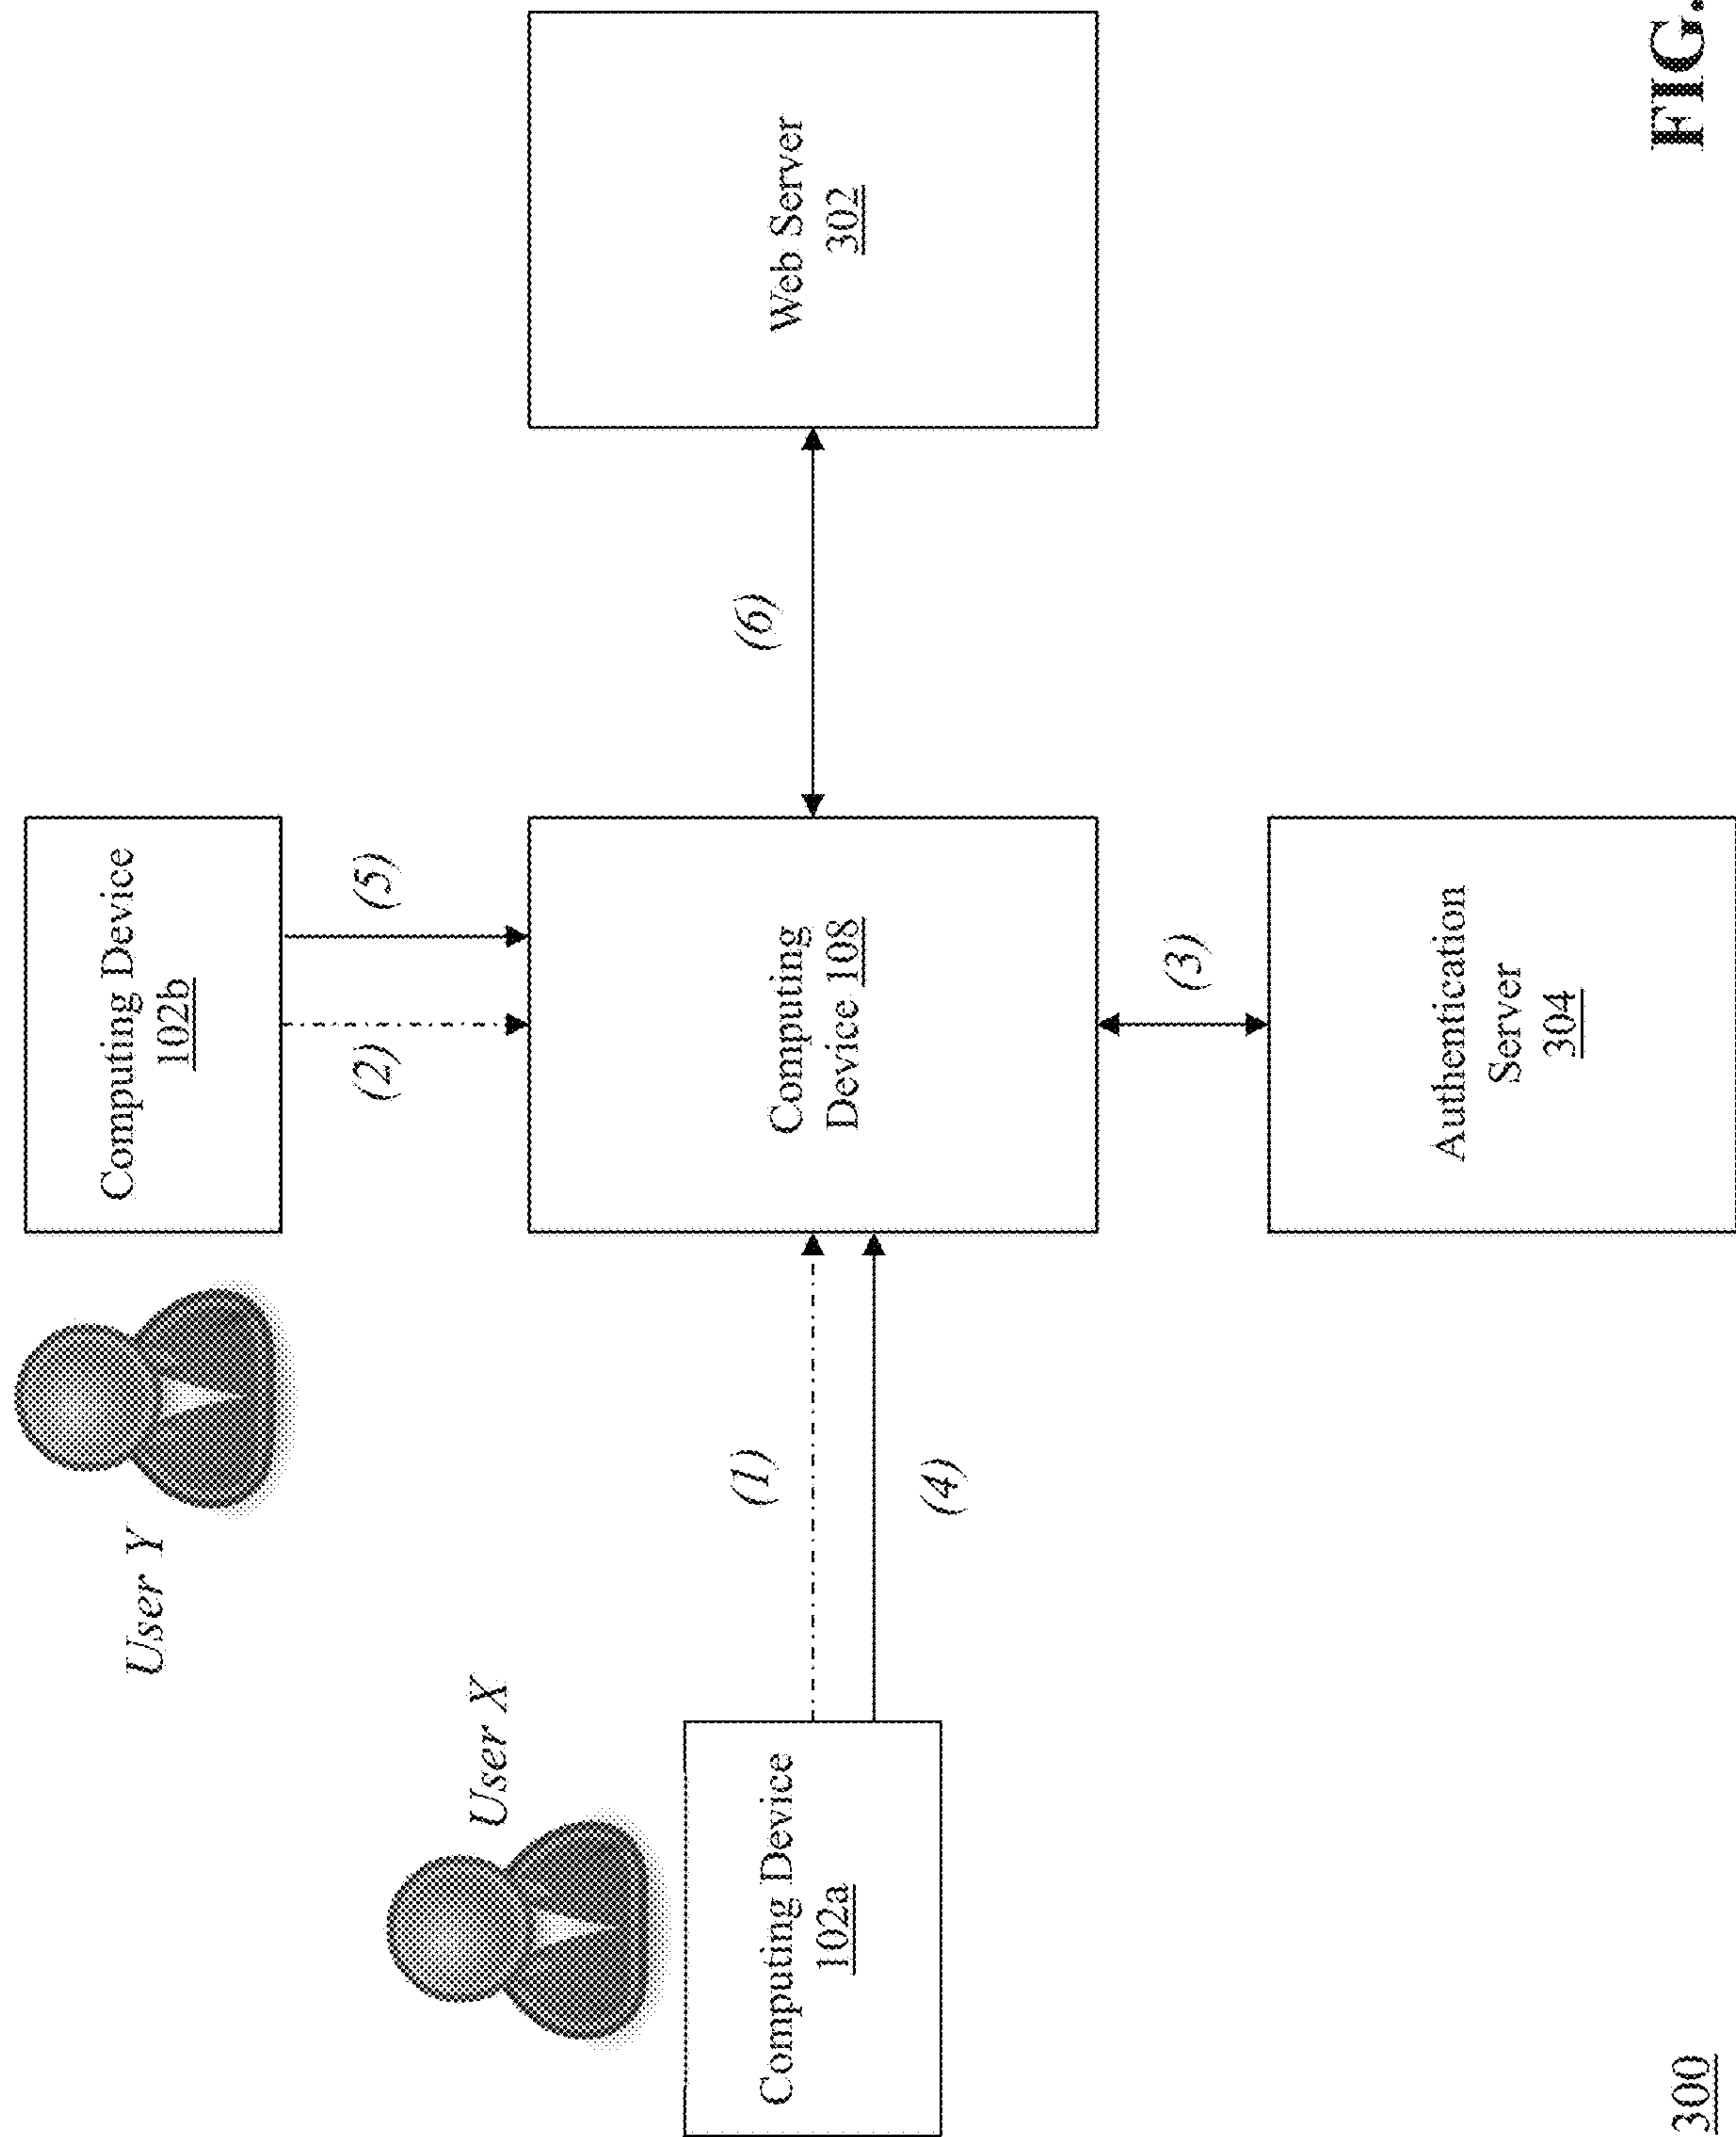 Computing Device
102b
User Y
(2)
(5)
User X
(1)
(6)
Computing Device
102a
Computing
Device 108
Web Server
302
(4)
(3)
Authentication
Server
304
300
FIG.